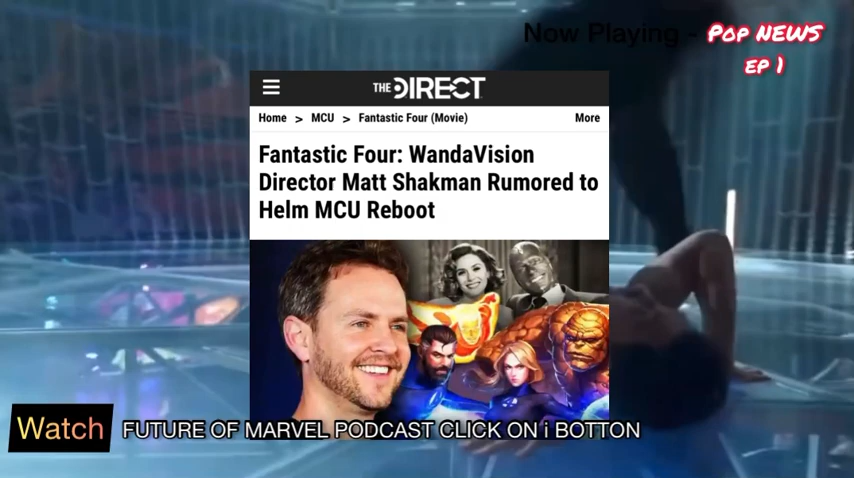 Now Playing - Pop NEWS
EP 1
THE DIRECT
Home > MCU > Fantastic Four (Movie) More
Fantastic Four: WandaVision
Director Matt Shakman Rumored to
Helm MCU Reboot
Watch FUTURE OF MARVEL PODCAST CLICK ON i BOTTON